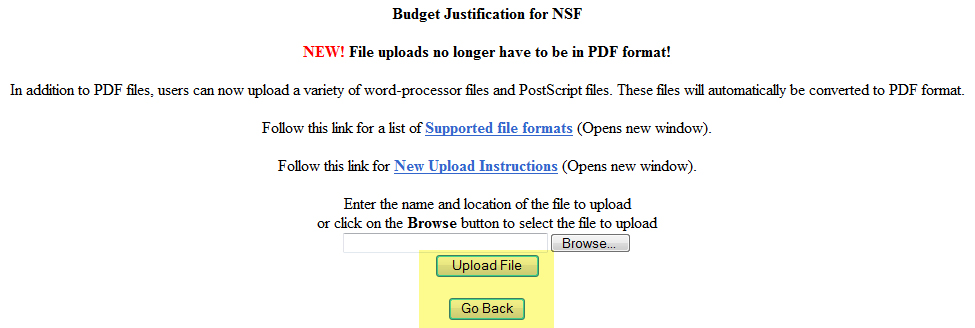 Budget Justification for NSF
NEW! File uploads no longer have to be in PDF format!
In addition to PDF files, users can now upload a variety of word-processor files and PostScript files. These files will automatically be converted to PDF format.
Follow this link for a list of Supported file formats (Opens new window).
Follow this link for New Upload Instructions (Opens new window).
Enter the name and location of the file to upload
or click on the Browse button to select the file to upload
Browse...
Upload File
Go Back